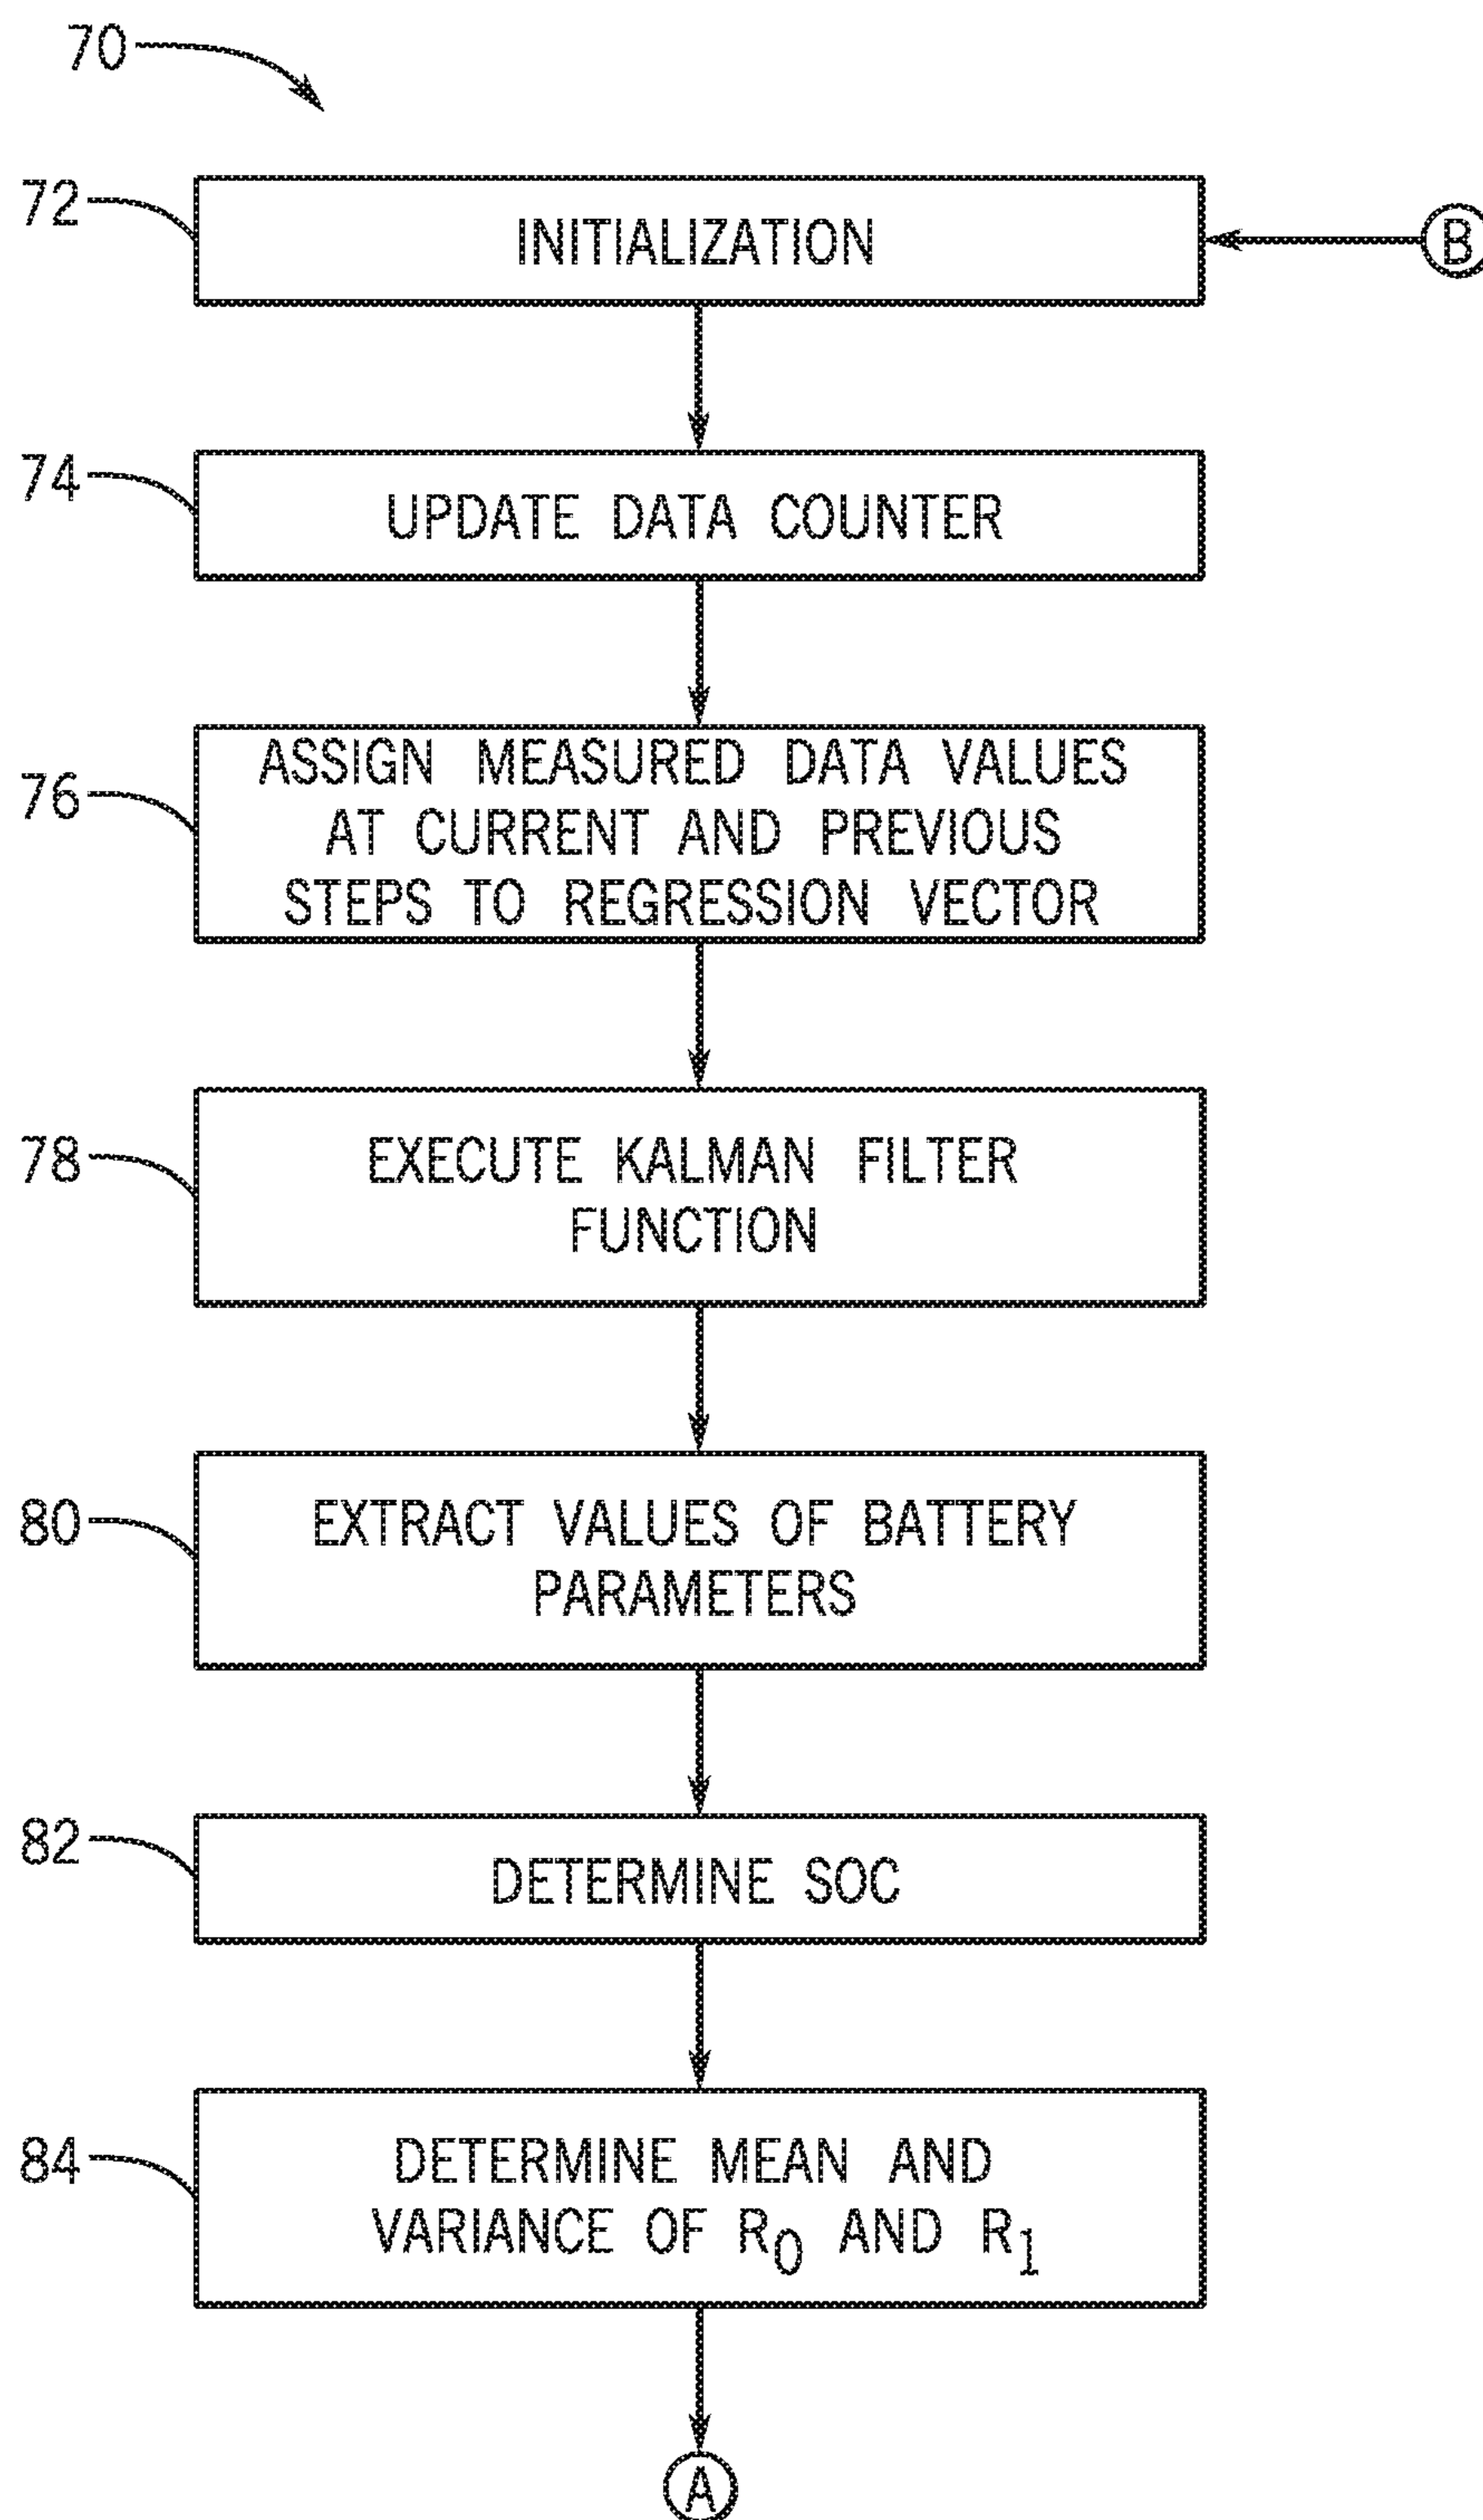 70
72
INITIALIZATION
B
74
UPDATE DATA COUNTER
76
ASSIGN MEASURED DATA VALUES
AT CURRENT AND PREVIOUS
STEPS TO REGRESSION VECTOR
78
EXECUTE KALMAN FILTER
FUNCTION
80
EXTRACT VALUES OF BATTERY
PARAMETERS
82
DETERMINE SOC
84
DETERMINE MEAN AND
VARIANCE OF R0 AND R1
A